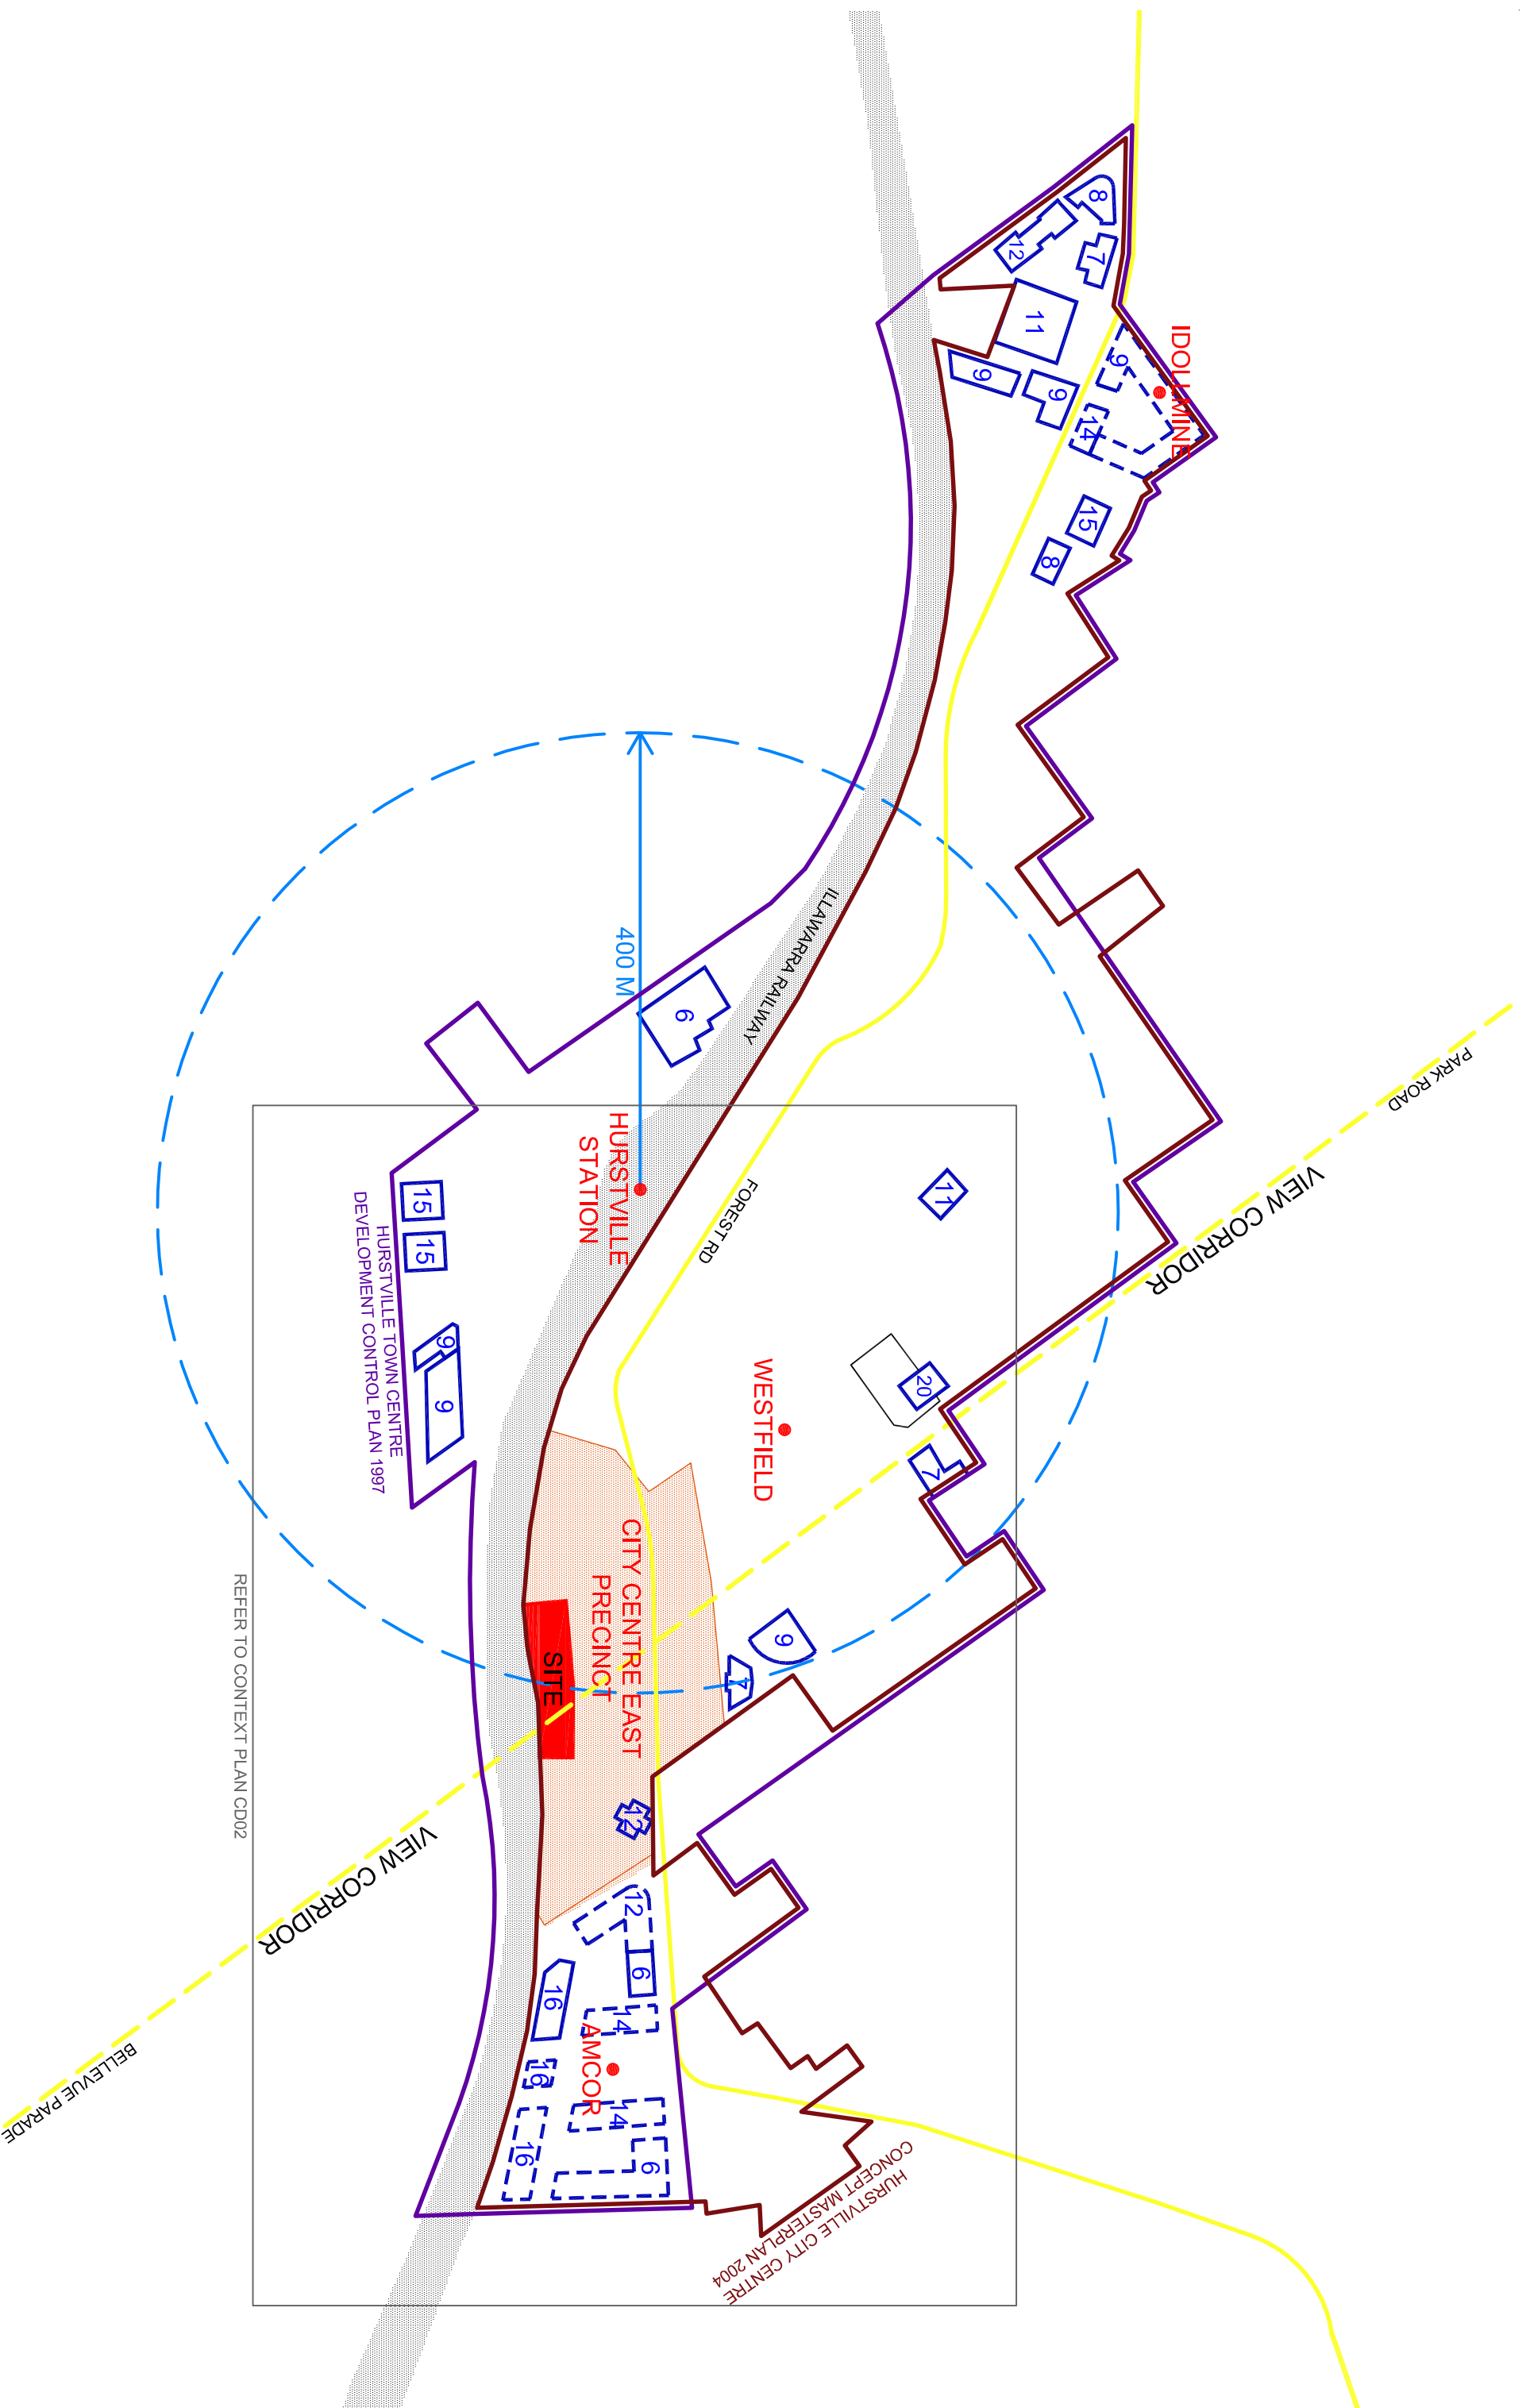 8
12
7
11
9
9
9
IDOLL MINE
14
15
8
ILLAWARRA RAILWAY
400 M
6
PARK ROAD
VIEW CORRIDOR
HURSTVILLE
STATION
FOREST RD
11
15
15
HURSTVILLE TOWN CENTRE
DEVELOPMENT CONTROL PLAN 1997
9
9
WESTFIELD
20
7
CITY CENTRE EAST
PRECINCT
SITE
9
7
12
REFER TO CONTEXT PLAN CD02
VIEW CORRIDOR
BELLEVUE PARADE
12
6
16
14
AMCOR
16
14
16
6
HURSTVILLE CITY CENTRE
CONCEPT MASTERPLAN 2004